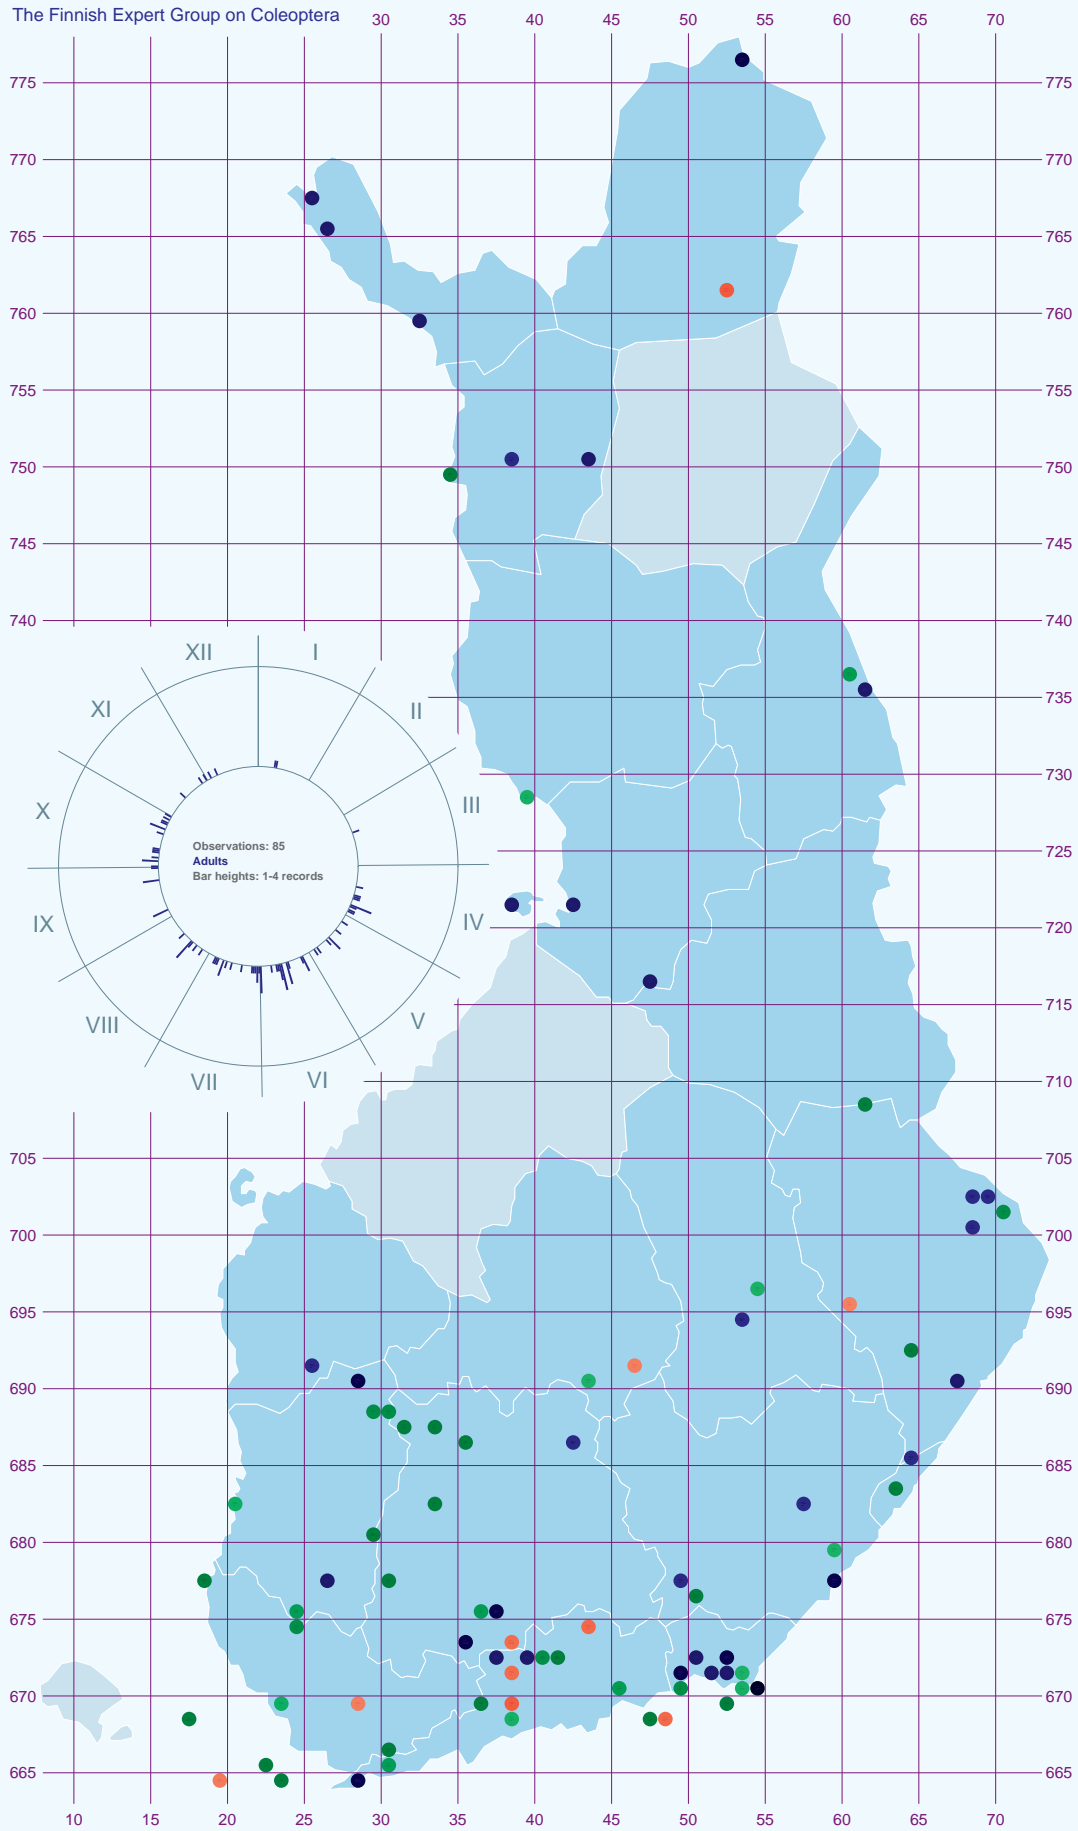 The Finnish Expert Group on Coleoptera
30 35 40 45 50 55 60 65 70
775 775
770 770
765 765
760 760
755 755
750 750
745 745
740 740
XII I
735
XI II
730
X III
Observations: 85
725
Adults
Bar heights: 1-4 records
IX IV
720
715
VIII V
VII VI
710
705 705
700 700
695 695
690 690
685 685
680 680
675 675
670 670
665 665
10 15 20 25 30 35 40 45 50 55 60 65 70